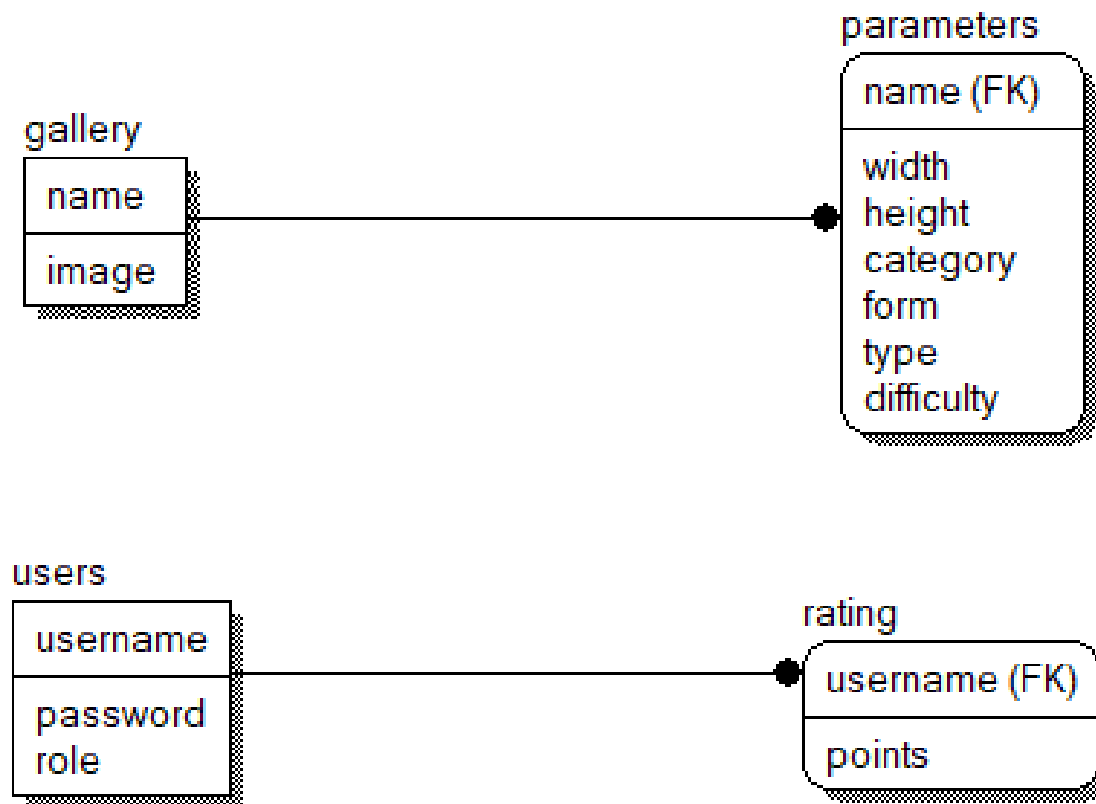 gallery
name
image
parameters
name (FK)
width
height
category
form
type
difficulty
users
username
password
role
rating
username (FK)
points